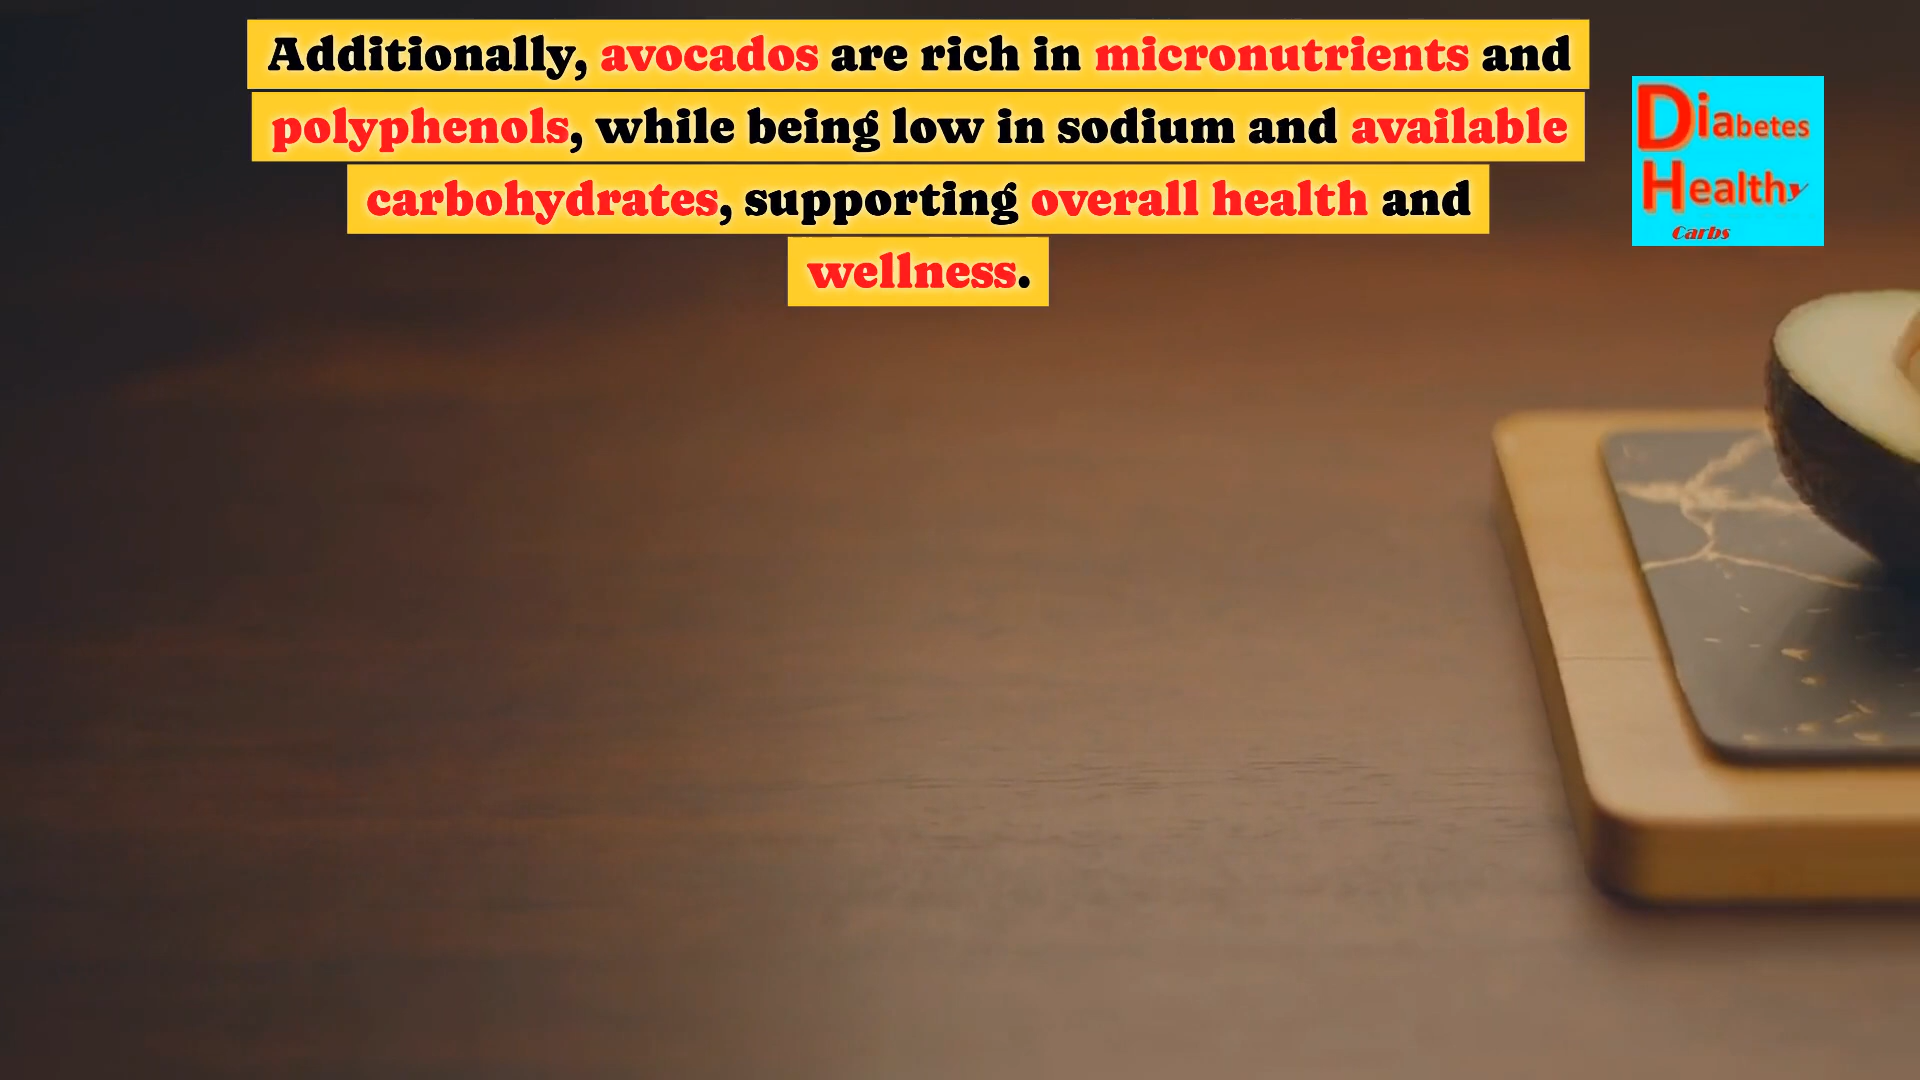 Additionally, avocados are rich in micronutrients and
polyphenols, while being low in sodium and available
carbohydrates, supporting overall health and
wellness.
Diabetes
Healthy
Carbs